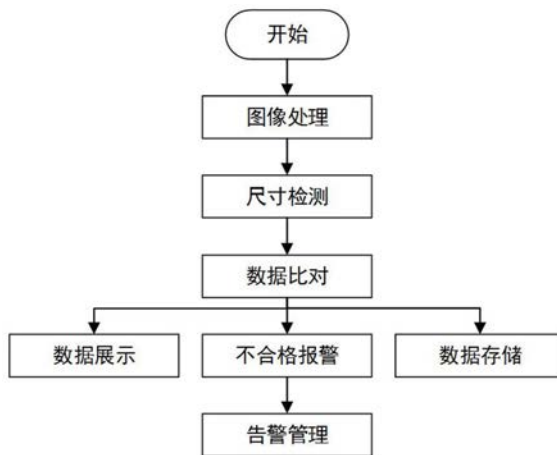 开始
图像处理
尺寸检测
数据比对
数据展示
不合格报警
数据存储
告警管理